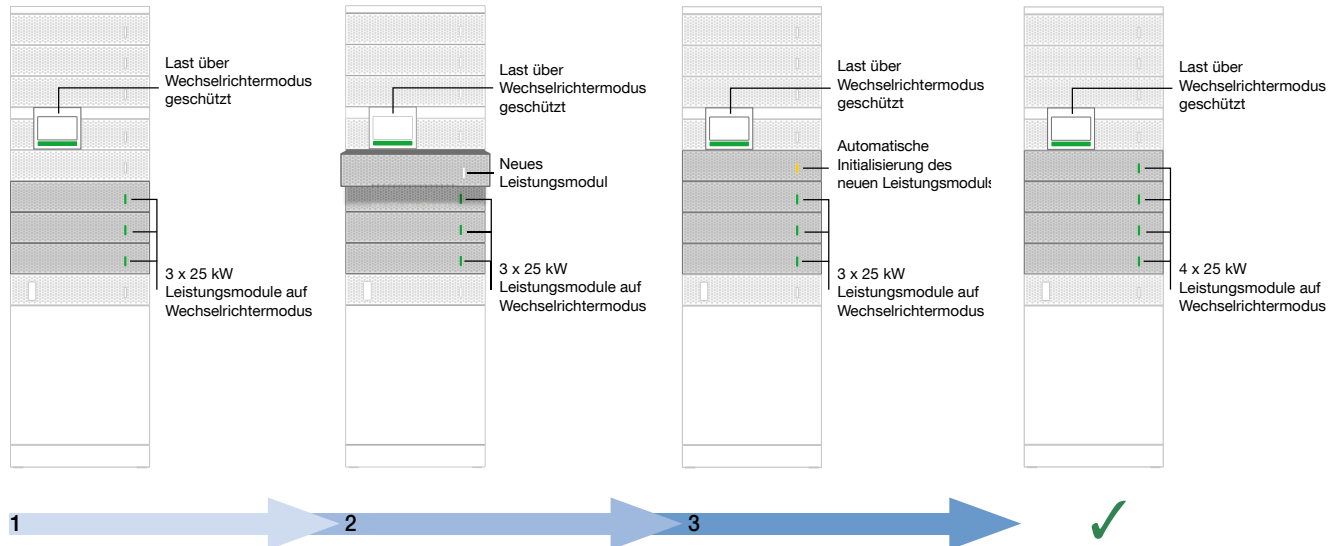 Last über
Wechselrichtermodus
geschützt
3 x 25 kW
Leistungsmodule auf
Wechselrichtermodus
Last über
Wechselrichtermodus
geschützt
Neues
Leistungsmodul
3 x 25 kW
Leistungsmodule auf
Wechselrichtermodus
Last über
Wechselrichtermodus
geschützt
Automatische
Initialisierung des
neuen Leistungsmoduls
3 x 25 kW
Leistungsmodule auf
Wechselrichtermodus
Last über
Wechselrichtermodus
geschützt
4 x 25 kW
Leistungsmodule auf
Wechselrichtermodus
1
2
3